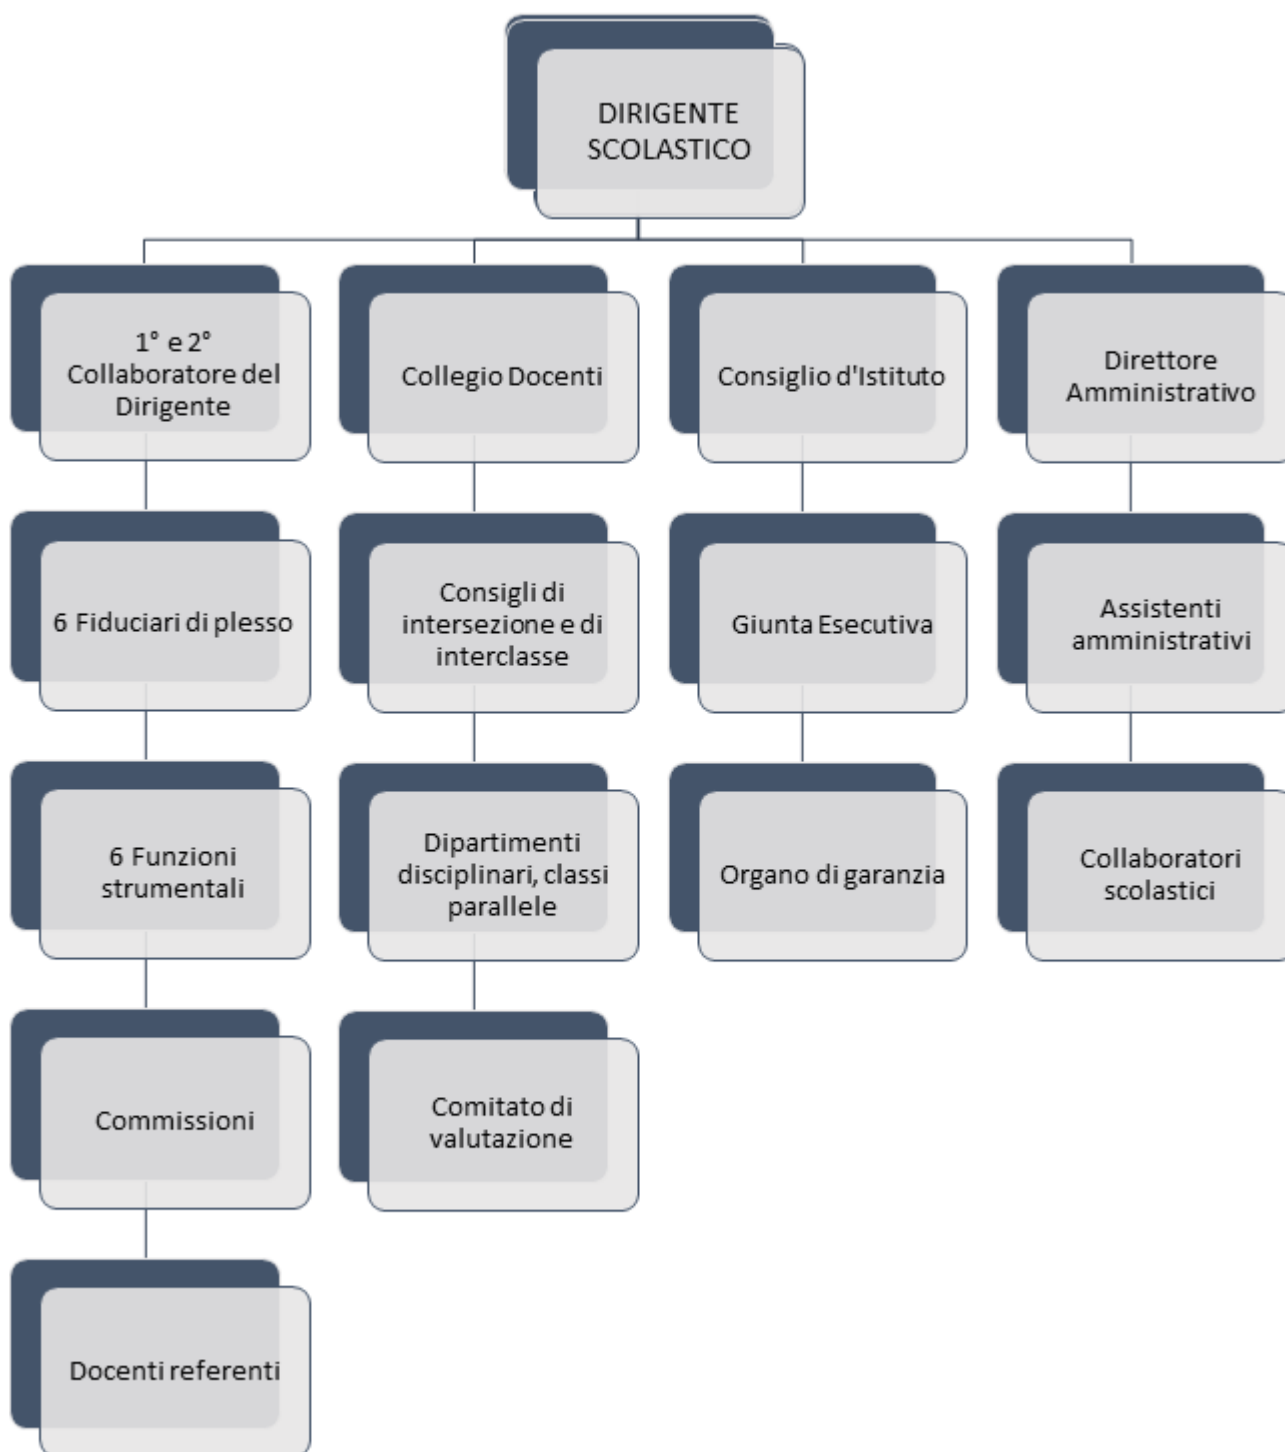 DIRIGENTE
SCOLASTICO
1° e 2°
Collaboratore del
Dirigente
Collegio Docenti
Consiglio d'Istituto
Direttore
Amministrativo
6 Fiduciari di plesso
Consigli di
intersezione e di
interclasse
Giunta Esecutiva
Assistenti
amministrativi
6 Funzioni
strumentali
Dipartimenti
disciplinari, classi
parallele
Organo di garanzia
Collaboratori
scolastici
Commissioni
Comitato di
valutazione
Docenti referenti